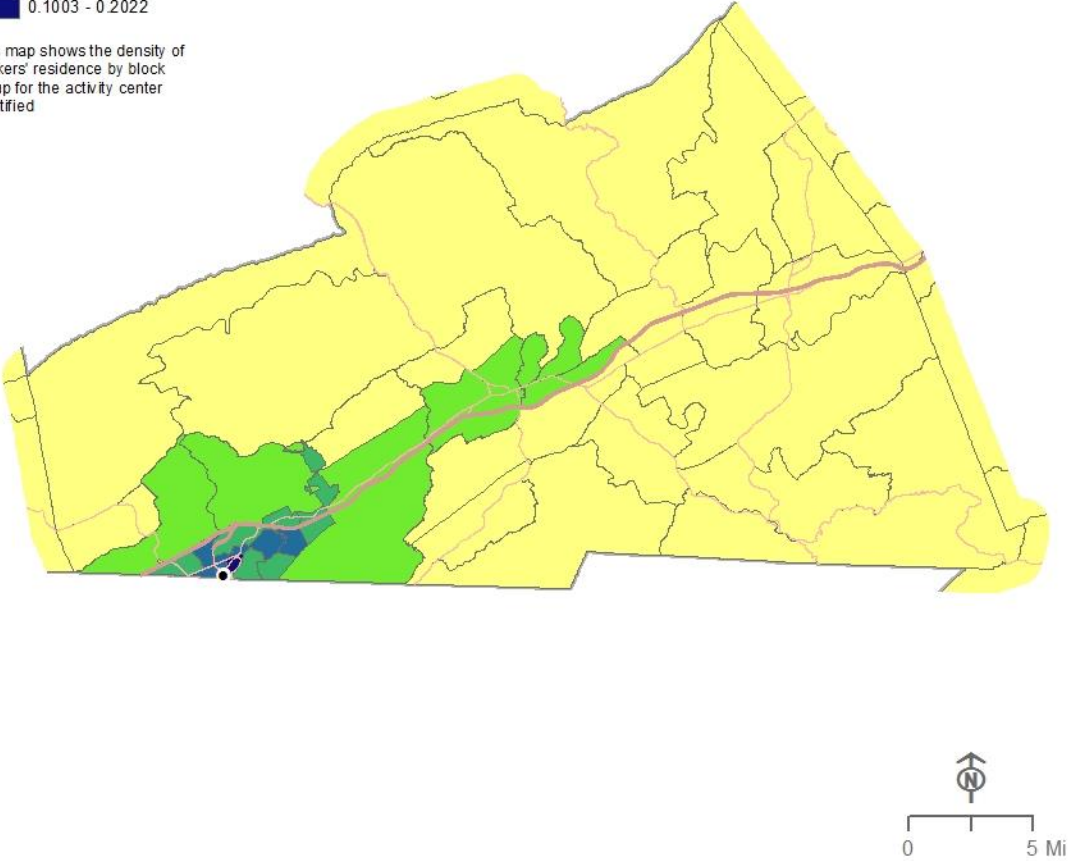 0.1003 - 0.2022
map shows the density of
residence by block
for the activity center
N
0 5 Mi